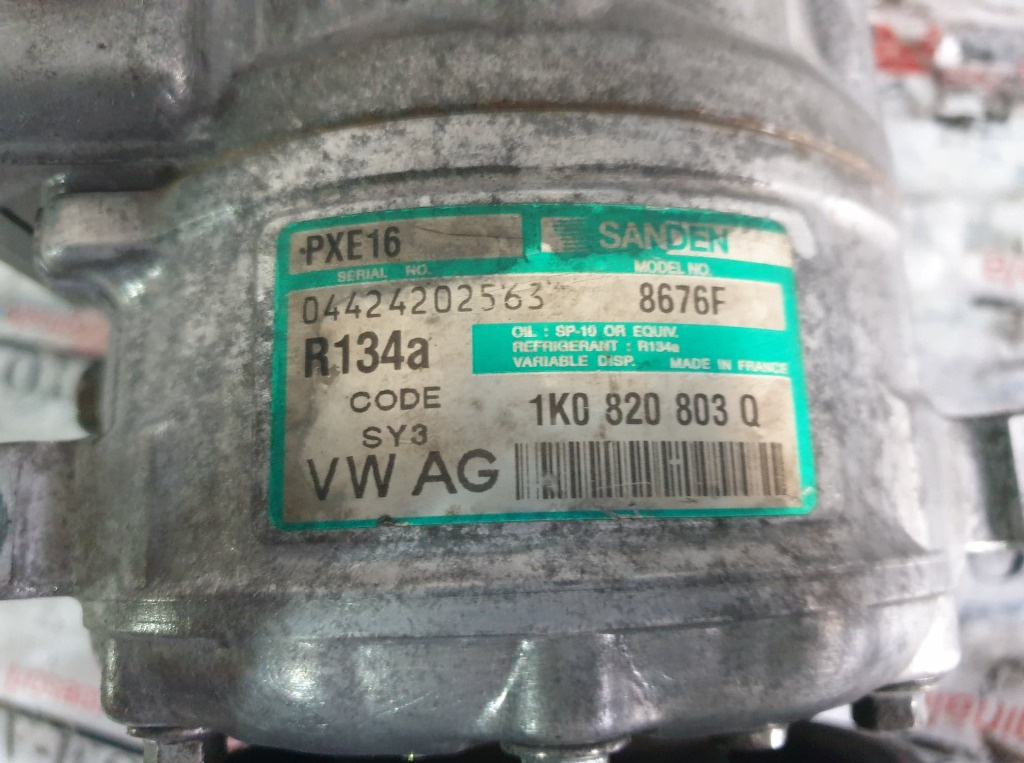 PXE16 SANDEN
SERIAL NO. MODEL NO.
04424202563 8676F
R134a
OIL : SP-10 OR EQUIV.
REFRIGERANT : R134a
VARIABLE DISP. MADE IN FRANCE
CODE
SY3
1K0 820 803 Q
VW AG